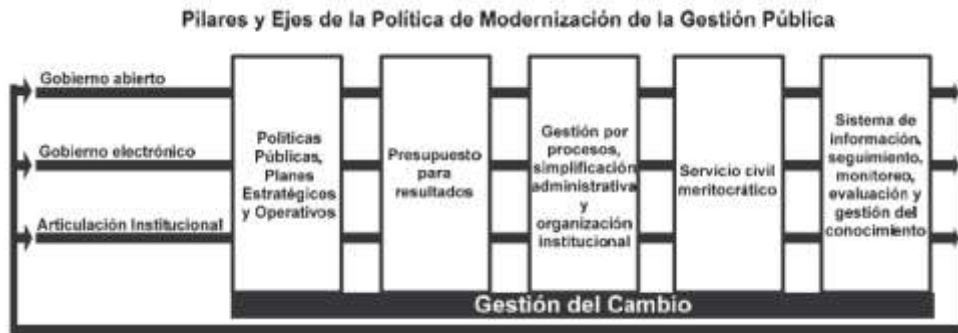 Pilares y Ejes de la Política de Modernización de la Gestión Pública
Gobierno abierto
Gobierno electrónico
Articulación Institucional
Políticas
Públicas,
Planes
Estratégicos
y Operativos
Presupuesto
para
resultados
Gestión por
procesos,
simplificación
administrativa
y
organización
institucional
Servicio civil
meritocrático
Sistema de
información,
seguimiento,
monitoreo,
evaluación y
gestión del
conocimiento
Gestión del Cambio